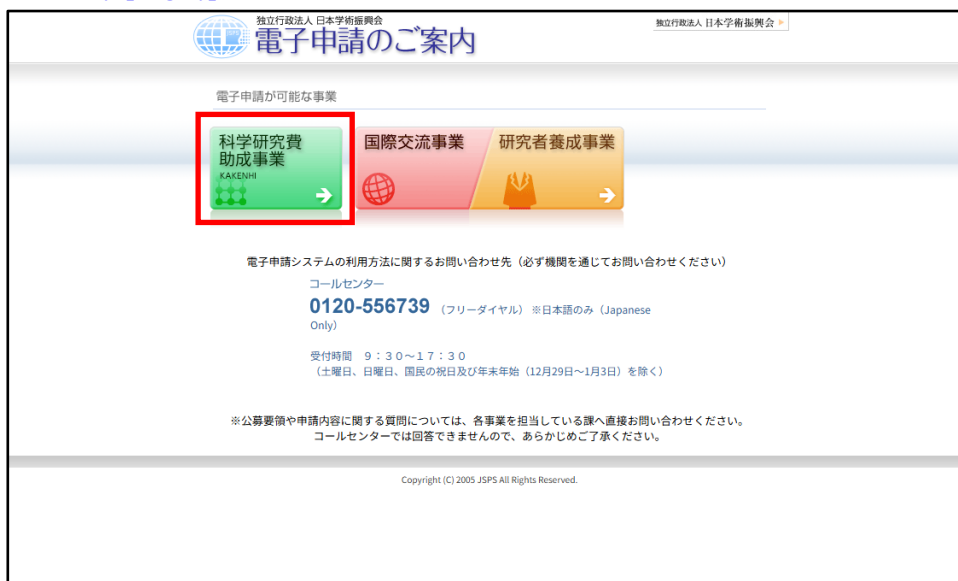 独立行政法人 日本学術振興会
電子申請のご案内
独立行政法人 日本学術振興会
電子申請が可能な事業
科学研究費
助成事業
KAKENHI
国際交流事業
研究者養成事業
電子申請システムの利用方法に関するお問い合わせ先（必ず機関を通じてお問い合わせください）
コールセンター
0120-556739 （フリーダイヤル） ※日本語のみ（Japanese
Only）
受付時間　９：３０～１７：３０
（土曜日、日曜日、国民の祝日及び年末年始（12月29日～1月3日）を除く）
※公募要領や申請内容に関する質問については、各事業を担当している課へ直接お問い合わせください。
コールセンターでは回答できませんので、あらかじめご了承ください。
Copyright (C) 2005 JSPS All Rights Reserved.